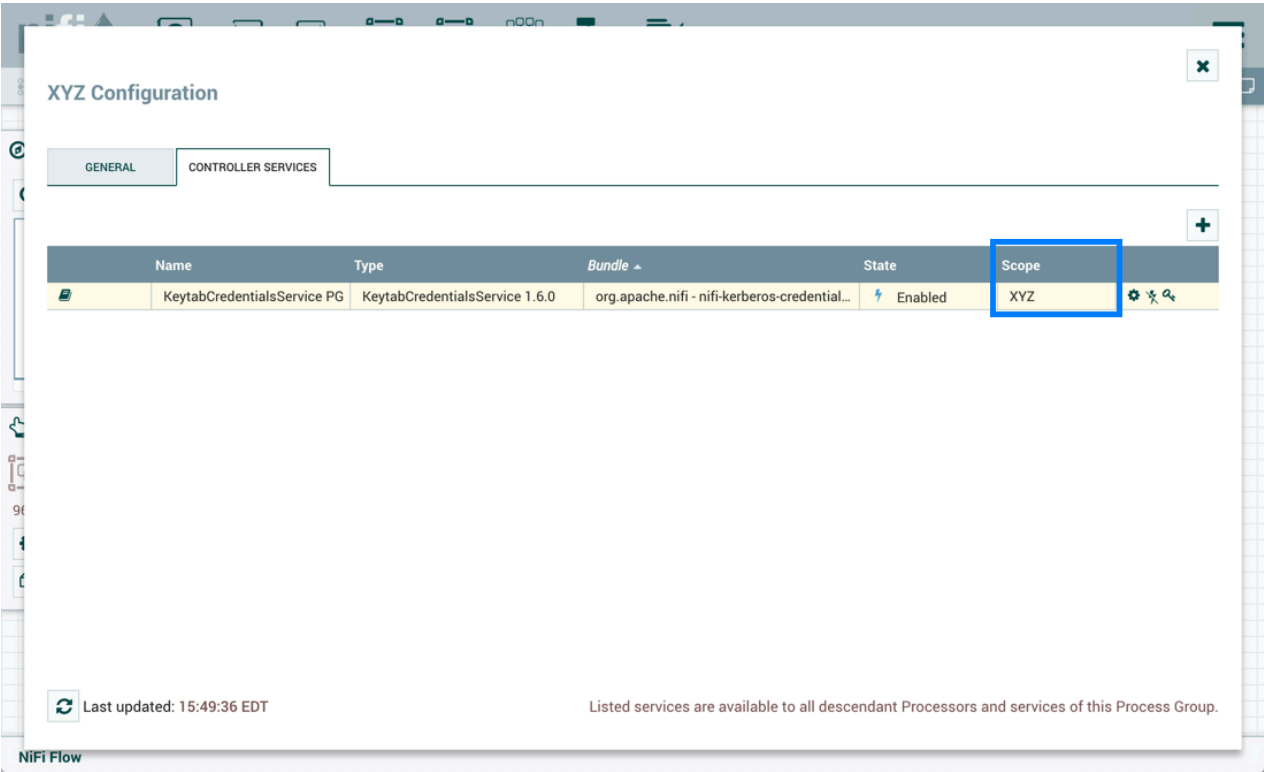 nifi
XYZ Configuration
GENERAL CONTROLLER SERVICES
Name Type Bundle State Scope
KeytabCredentialsService PG KeytabCredentialsService 1.6.0 org.apache.nifi - nifi-kerberos-credential... Enabled XYZ
Last updated: 15:49:36 EDT
Listed services are available to all descendant Processors and services of this Process Group.
NiFi Flow